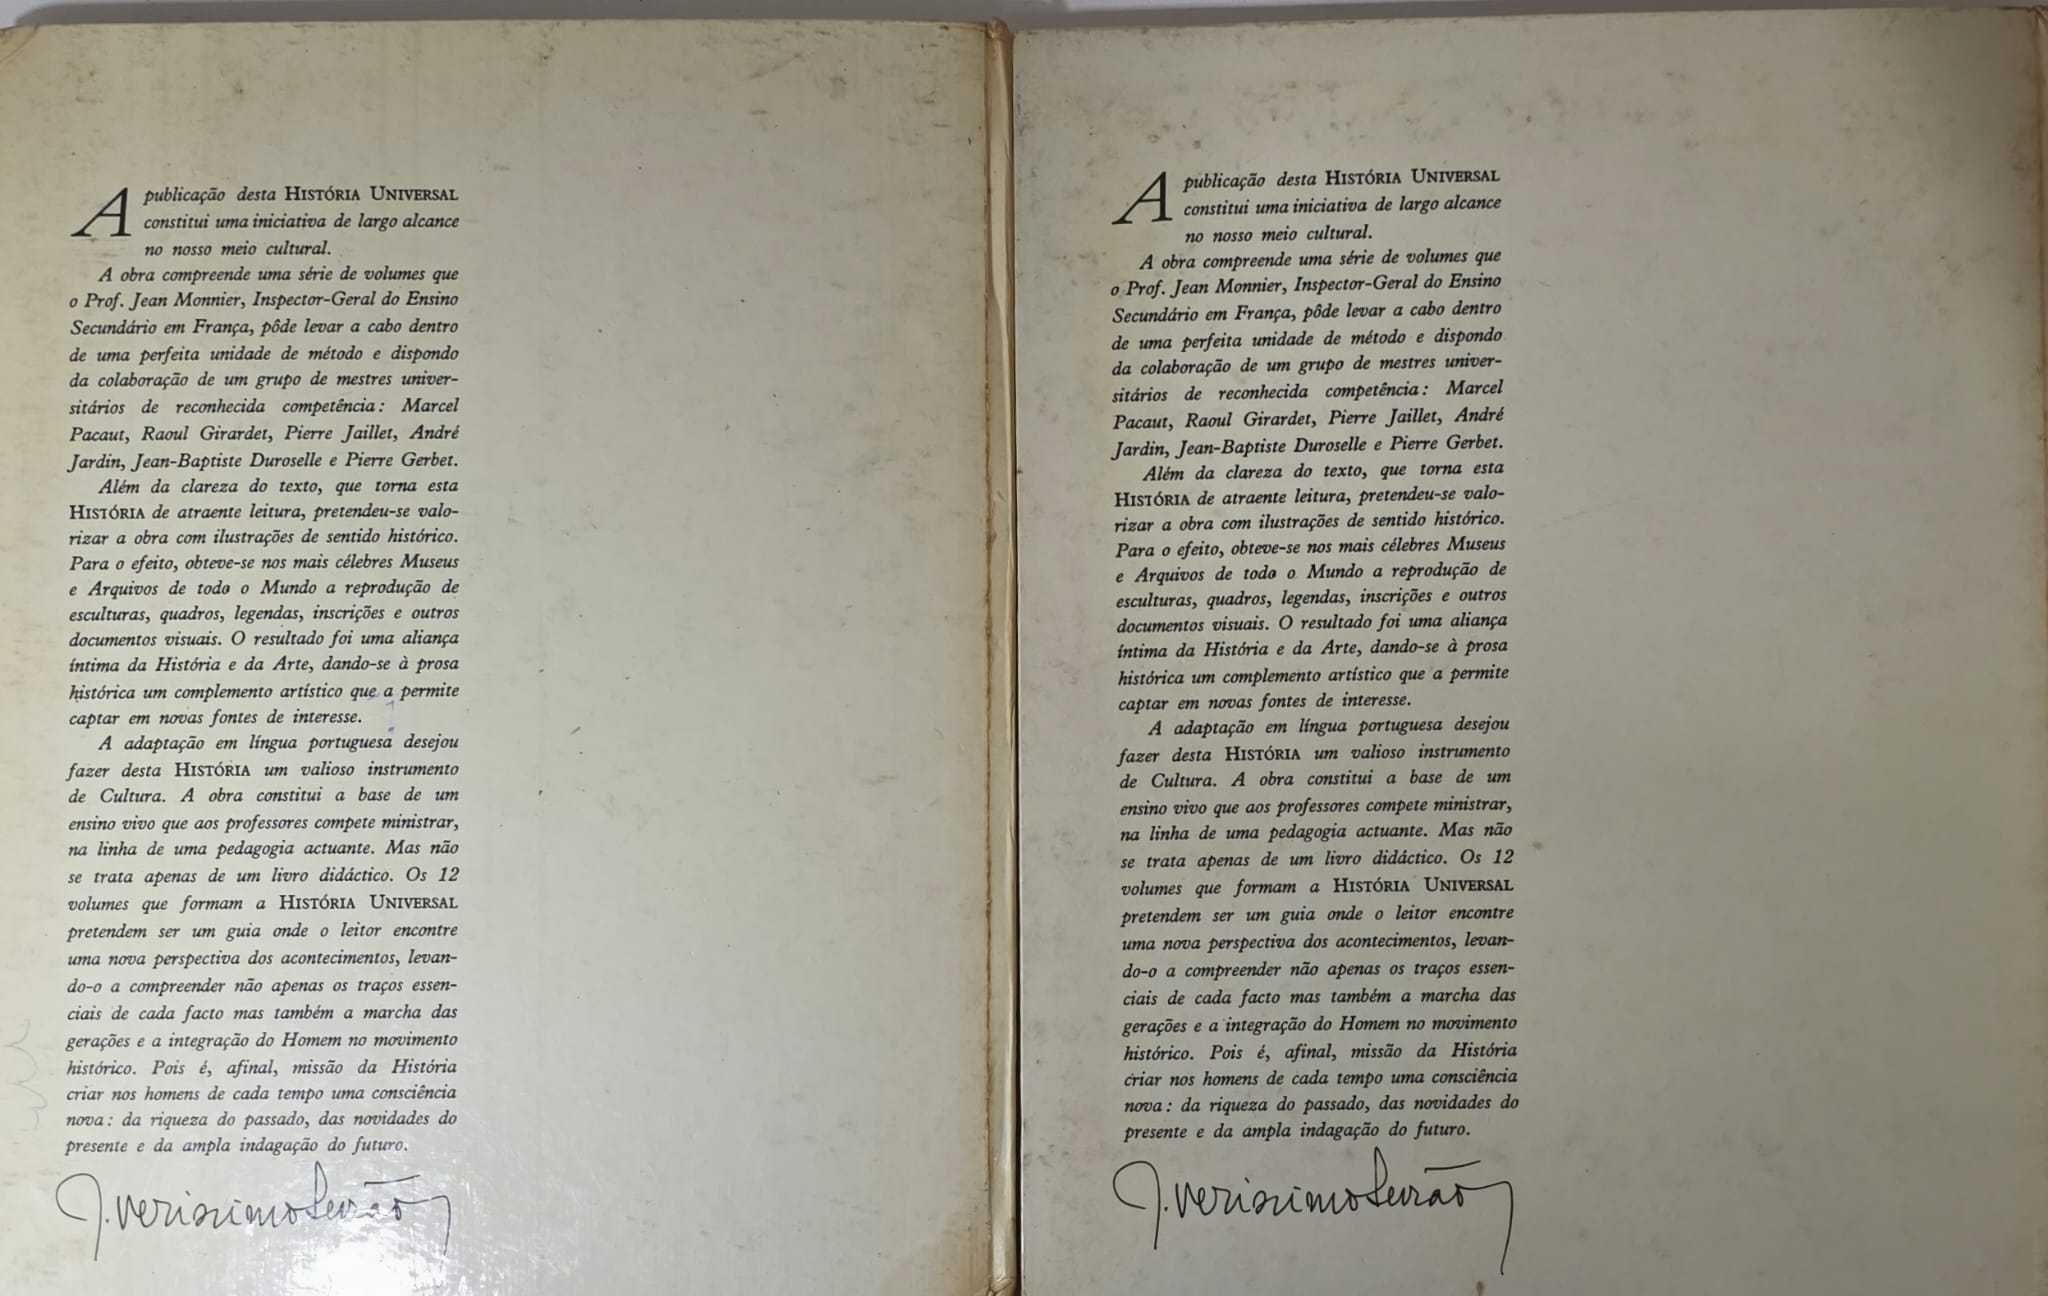 A publicação desta HISTÓRIA UNIVERSAL
constitui uma iniciativa de largo alcance
no nosso meio cultural.
A obra compreende uma série de volumes que
o Prof. Jean Monnier, Inspector-Geral do Ensino
Secundário em França, pôde levar a cabo dentro
de uma perfeita unidade de método e dispondo
da colaboração de um grupo de mestres univer-
sitários de reconhecida competência: Marcel
Pacaut, Raoul Girardet, Pierre Jaillet, André
Jardin, Jean-Baptiste Duroselle e Pierre Gerbet.
Além da clareza do texto, que torna esta
HISTÓRIA de atraente leitura, pretendeu-se valo-
rizar a obra com ilustrações de sentido histórico.
Para o efeito, obteve-se nos mais célebres Museus
e Arquivos de todo o Mundo a reprodução de
esculturas, quadros, legendas, inscrições e outros
documentos visuais. O resultado foi uma aliança
íntima da História e da Arte, dando-se à prosa
histórica um complemento artístico que a permite
captar em novas fontes de interesse.
A adaptação em língua portuguesa desejou
fazer desta HISTÓRIA um valioso instrumento
de Cultura. A obra constitui a base de um
ensino vivo que aos professores compete ministrar,
na linha de uma pedagogia actuante. Mas não
se trata apenas de um livro didáctico. Os 12
volumes que formam a HISTÓRIA UNIVERSAL
pretendem ser um guia onde o leitor encontre
uma nova perspectiva dos acontecimentos, levan-
do-o a compreender não apenas os traços essen-
ciais de cada facto mas também a marcha das
gerações e a integração do Homem no movimento
histórico. Pois é, afinal, missão da História
criar nos homens de cada tempo uma consciência
nova: da riqueza do passado, das novidades do
presente e da ampla indagação do futuro.
J. Verissimo Serrão
A publicação desta HISTÓRIA UNIVERSAL
constitui uma iniciativa de largo alcance
no nosso meio cultural.
A obra compreende uma série de volumes que
o Prof. Jean Monnier, Inspector-Geral do Ensino
Secundário em França, pôde levar a cabo dentro
de uma perfeita unidade de método e dispondo
da colaboração de um grupo de mestres univer-
sitários de reconhecida competência: Marcel
Pacaut, Raoul Girardet, Pierre Jaillet, André
Jardin, Jean-Baptiste Duroselle e Pierre Gerbet.
Além da clareza do texto, que torna esta
HISTÓRIA de atraente leitura, pretendeu-se valo-
rizar a obra com ilustrações de sentido histórico.
Para o efeito, obteve-se nos mais célebres Museus
e Arquivos de todo o Mundo a reprodução de
esculturas, quadros, legendas, inscrições e outros
documentos visuais. O resultado foi uma aliança
íntima da História e da Arte, dando-se à prosa
histórica um complemento artístico que a permite
captar em novas fontes de interesse.
A adaptação em língua portuguesa desejou
fazer desta HISTÓRIA um valioso instrumento
de Cultura. A obra constitui a base de um
ensino vivo que aos professores compete ministrar,
na linha de uma pedagogia actuante. Mas não
se trata apenas de um livro didáctico. Os 12
volumes que formam a HISTÓRIA UNIVERSAL
pretendem ser um guia onde o leitor encontre
uma nova perspectiva dos acontecimentos, levan-
do-o a compreender não apenas os traços essen-
ciais de cada facto mas também a marcha das
gerações e a integração do Homem no movimento
histórico. Pois é, afinal, missão da História
criar nos homens de cada tempo uma consciência
nova: da riqueza do passado, das novidades do
presente e da ampla indagação do futuro.
J. Verissimo Serrão